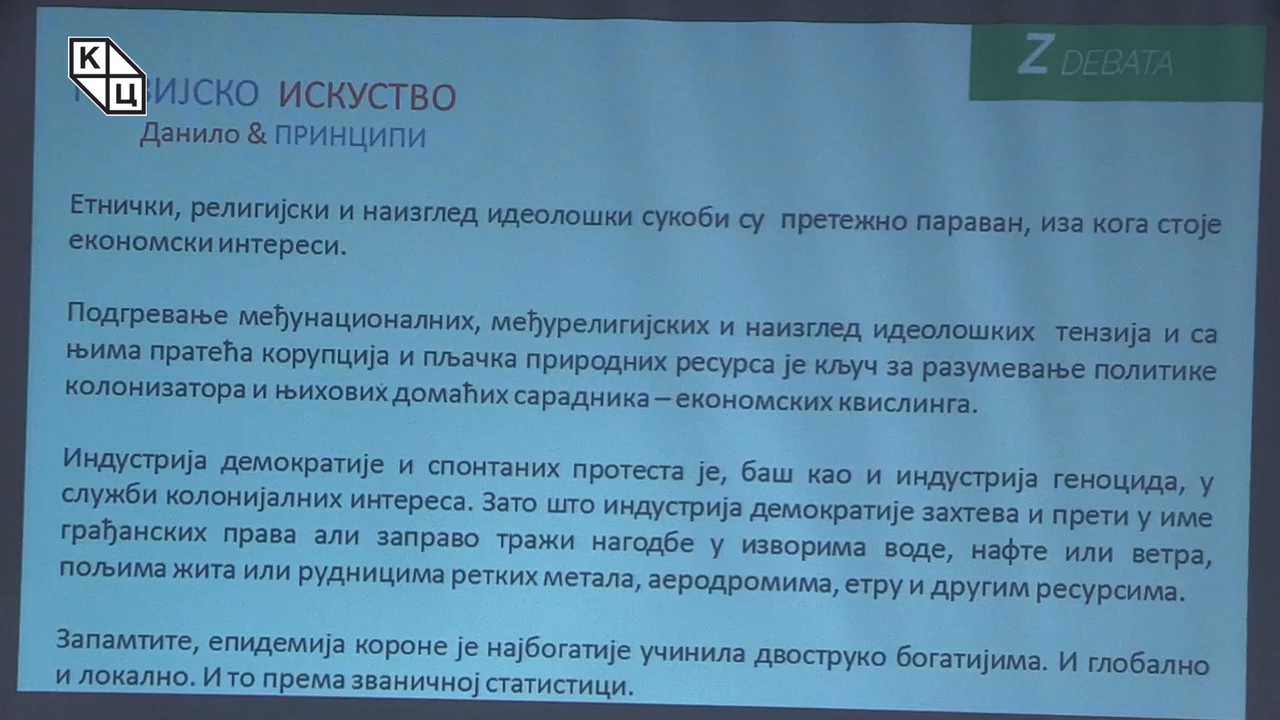 К
Ц
Z DEBATA
ИСКУСТВО
Данило & ПРИНЦИПИ
Етнички, религијски и наизглед идеолошки сукоби су претежно параван, иза кога стоје
економски интереси.
Подгревање међунационалних, међурелигијских и наизглед идеолошких тензија и са
њима пратећа корупција и пљачка природних ресурса је кључ за разумевање политике
колонизатора и њихових домаћих сарадника – економских квислинга.
Индустрија демократије и спонтаних протеста је, баш као и индустрија геноцида, у
служби колонијалних интереса. Зато што индустрија демократије захтева и прети у име
грађанских права али заправо тражи нагодбе у изворима воде, нафте или ветра,
пољима жита или рудницима ретких метала, аеродромима, етру и другим ресурсима.
Запамтите, епидемија короне је најбогатије учинила двоструко богатијима. И глобално
и локално. И то према званичној статистици.